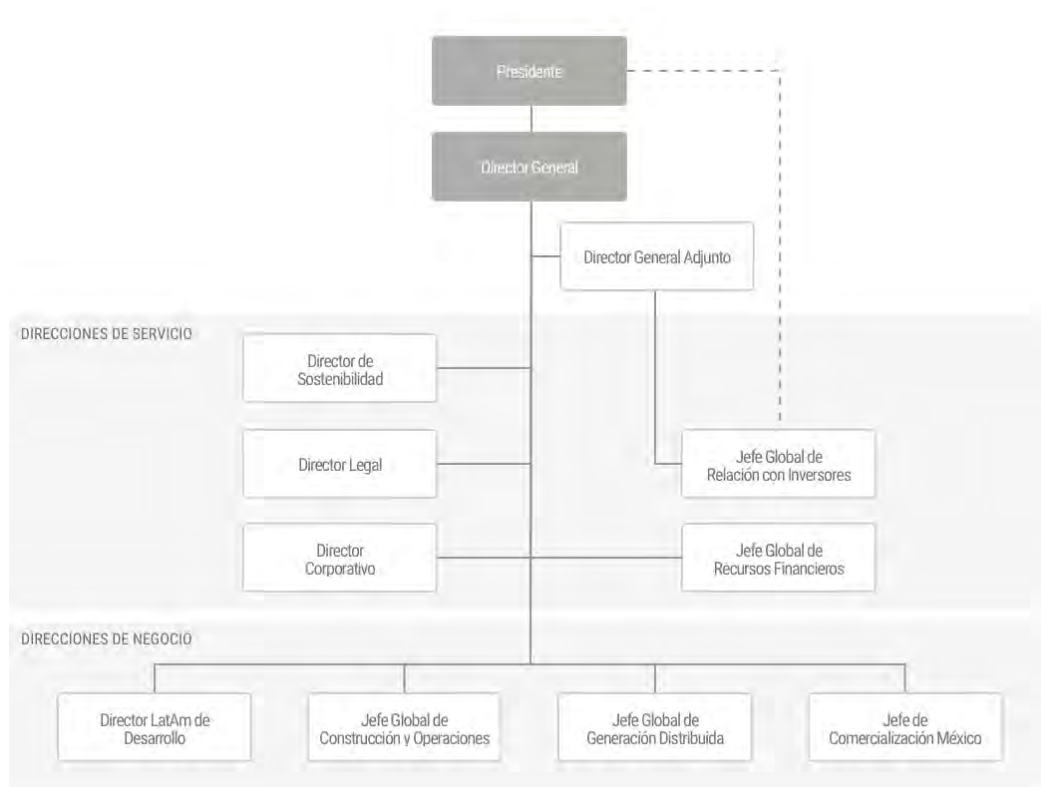 Presidente
Director General
Director General Adjunto
DIRECCIONES DE SERVICIO
Director de
Sostenibilidad
Director Legal
Jefe Global de
Relación con Inversores
Director
Corporativo
Jefe Global de
Recursos Financieros
DIRECCIONES DE NEGOCIO
Director LatAm de
Desarrollo
Jefe Global de
Construcción y Operaciones
Jefe Global de
Generación Distribuida
Jefe de
Comercialización México